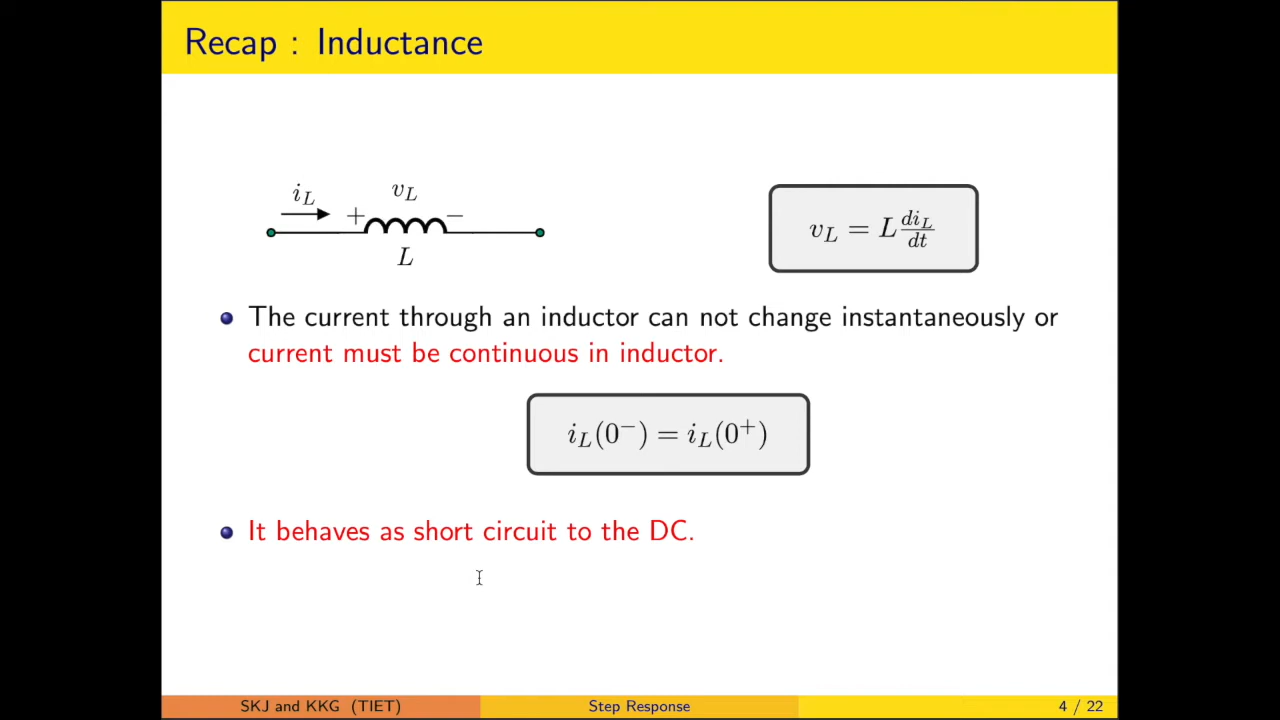 Recap : Inductance
i_L
+ v_L −
L
v_L = L di_L/dt
The current through an inductor can not change instantaneously or
current must be continuous in inductor.
i_L(0⁻) = i_L(0⁺)
It behaves as short circuit to the DC.
SKJ and KKG (TIET) Step Response 4 / 22